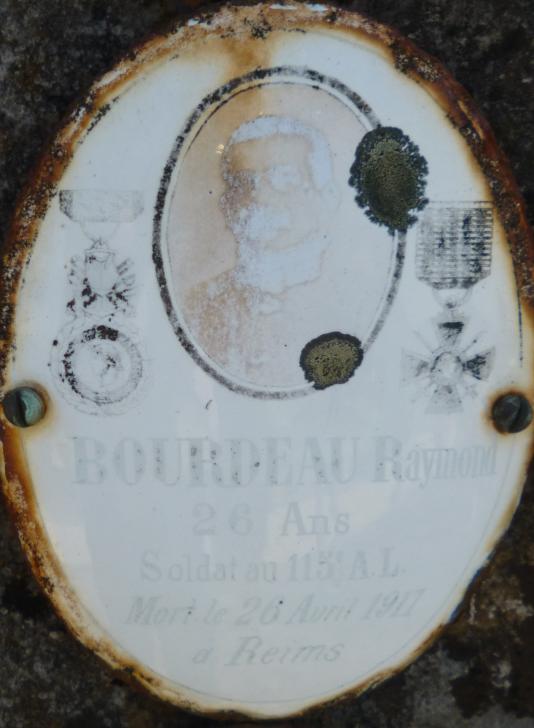 BOURDEAU Raymond
26 Ans
Soldat au 115e A.L.
Mort le 26 Avril 1917
à Reims